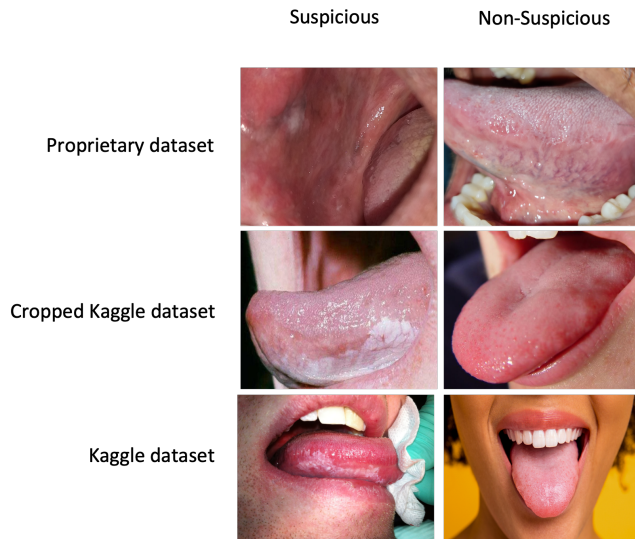 Suspicious
Non-Suspicious
Proprietary dataset
Cropped Kaggle dataset
Kaggle dataset